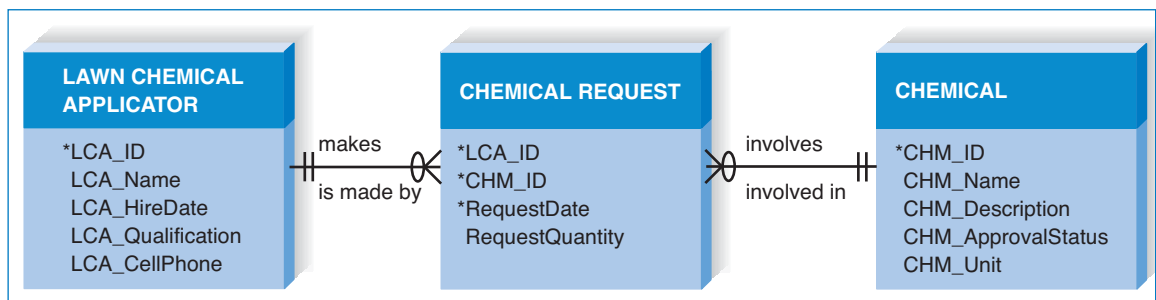 LAWN CHEMICAL
APPLICATOR
*LCA_ID
LCA_Name
LCA_HireDate
LCA_Qualification
LCA_CellPhone
makes
is made by
CHEMICAL REQUEST
*LCA_ID
*CHM_ID
*RequestDate
RequestQuantity
involves
involved in
CHEMICAL
*CHM_ID
CHM_Name
CHM_Description
CHM_ApprovalStatus
CHM_Unit